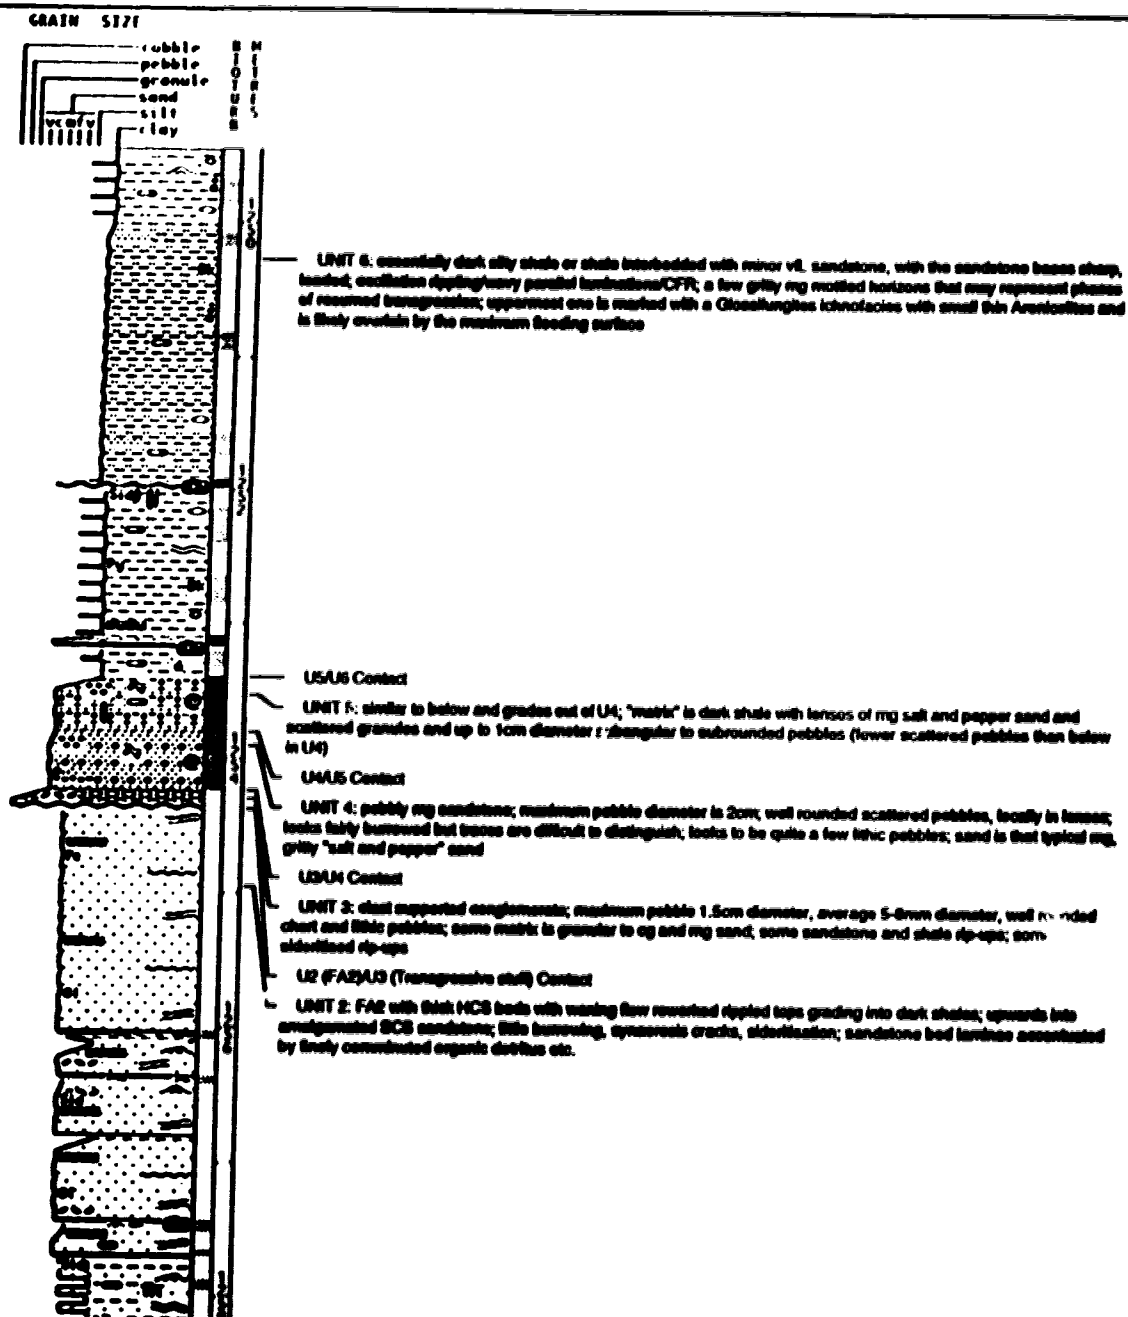 GRAIN SIZE
cobble
pebble
granule
sand
silt
vcmfv
clay
BIOTURB
METRES
UNIT 6: essentially dark silty shale or shale interbedded with minor vfL sandstone, with the sandstone bases sharp,
loaded; oscillation rippling/wavy parallel laminations/CFR; a few gritty mg mottled horizons that may represent phases
of resumed transgression; uppermost one is marked with a Glossifungites ichnofacies with small thin Arenicolites and
is likely overlain by the maximum flooding surface
U5/U6 Contact
UNIT 5: similar to below and grades out of U4; "matrix" is dark shale with lenses of mg salt and pepper sand and
scattered granules and up to 1cm diameter subangular to subrounded pebbles (fewer scattered pebbles than below
in U4)
U4/U5 Contact
UNIT 4: pebbly mg sandstone; maximum pebble diameter is 2cm; well rounded scattered pebbles, locally in lenses;
looks fairly burrowed but traces are difficult to distinguish; looks to be quite a few lithic pebbles; sand is that typical mg,
gritty "salt and pepper" sand
U3/U4 Contact
UNIT 3: clast supported conglomerate; maximum pebble 1.5cm diameter, average 5-8mm diameter, well rounded
chert and lithic pebbles; some matrix is granular to cg and mg sand; some sandstone and shale rip-ups; som
sideritised rip-ups
U2 (FA2)/U3 (Transgressive stuff) Contact
UNIT 2: FA2 with thick HCS beds with waning flow reworked rippled tops grading into dark shales; upwards into
amalgamated SCS sandstone; little burrowing, synaeresis cracks, sideritisation; sandstone bed laminae accentuated
by finely comminuted organic detritus etc.